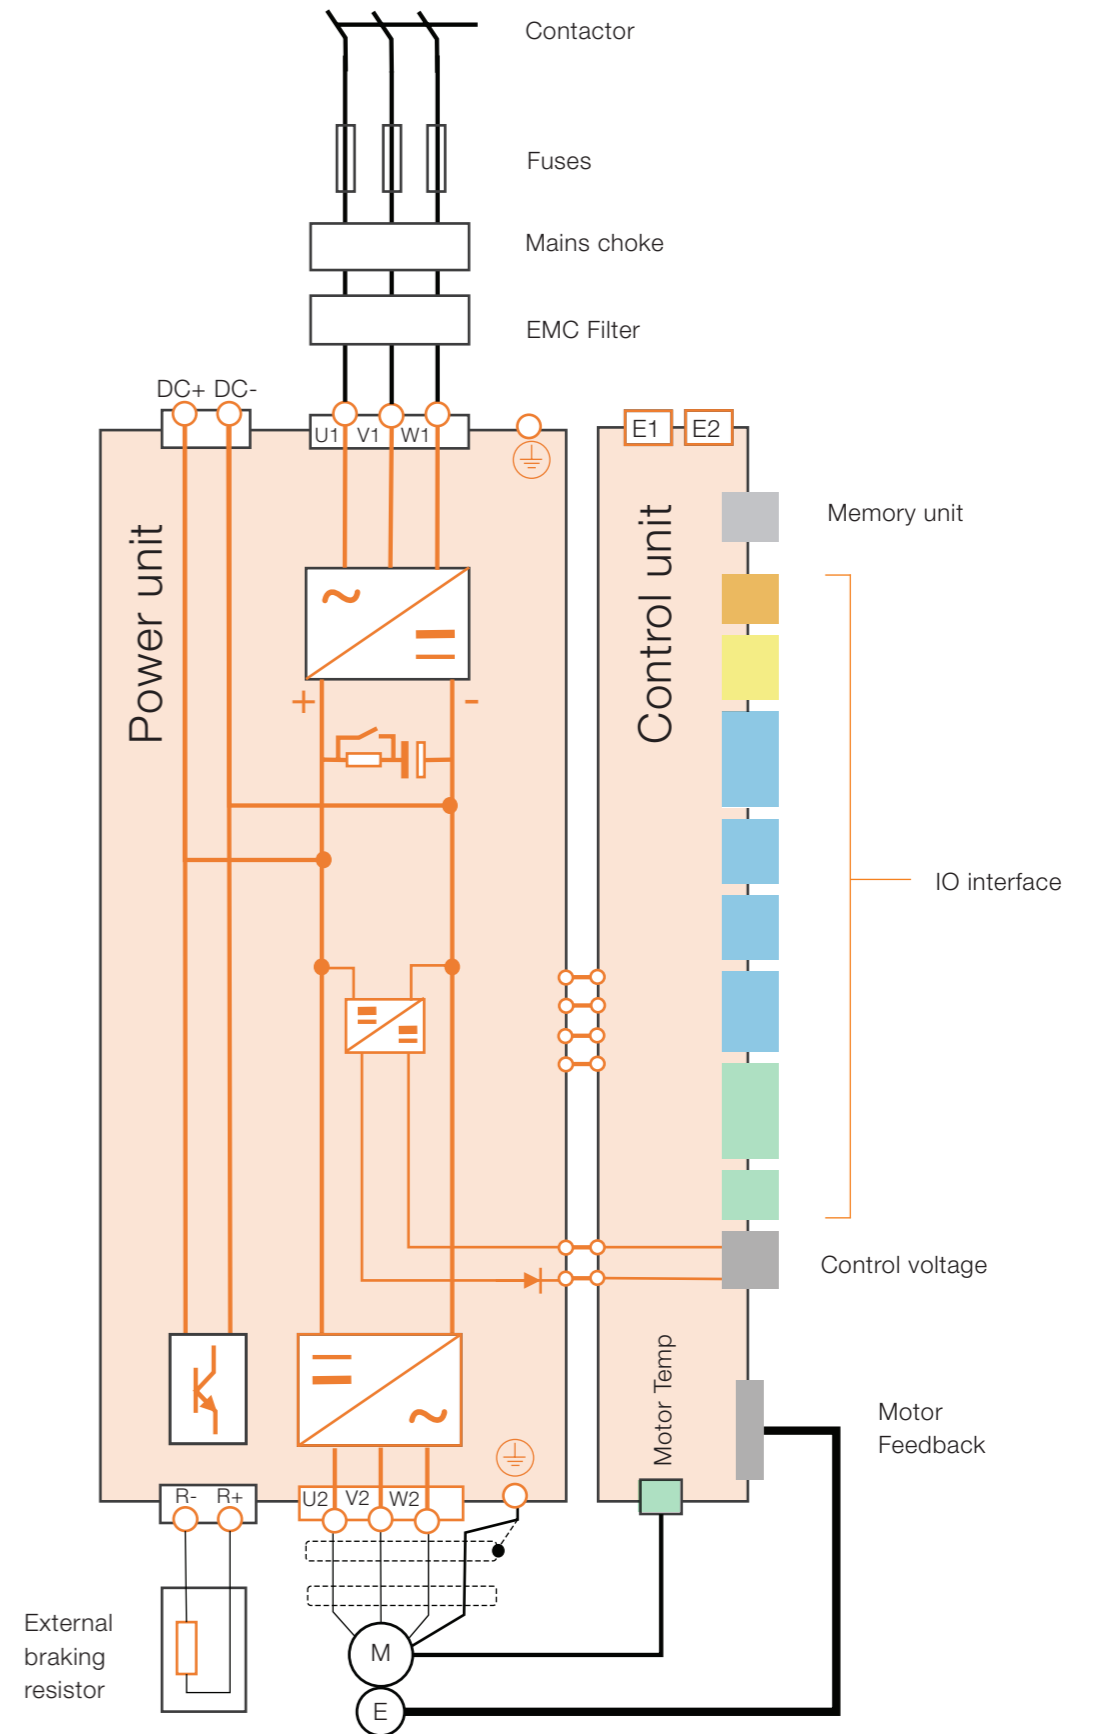 Contactor
Fuses
Mains choke
EMC Filter
DC+ DC-
U1 V1 W1
E1 E2
Power unit
Control unit
Memory unit
+ -
IO interface
Control voltage
Motor Temp
Motor
Feedback
R- R+
U2 V2 W2
External
braking
resistor
M
E